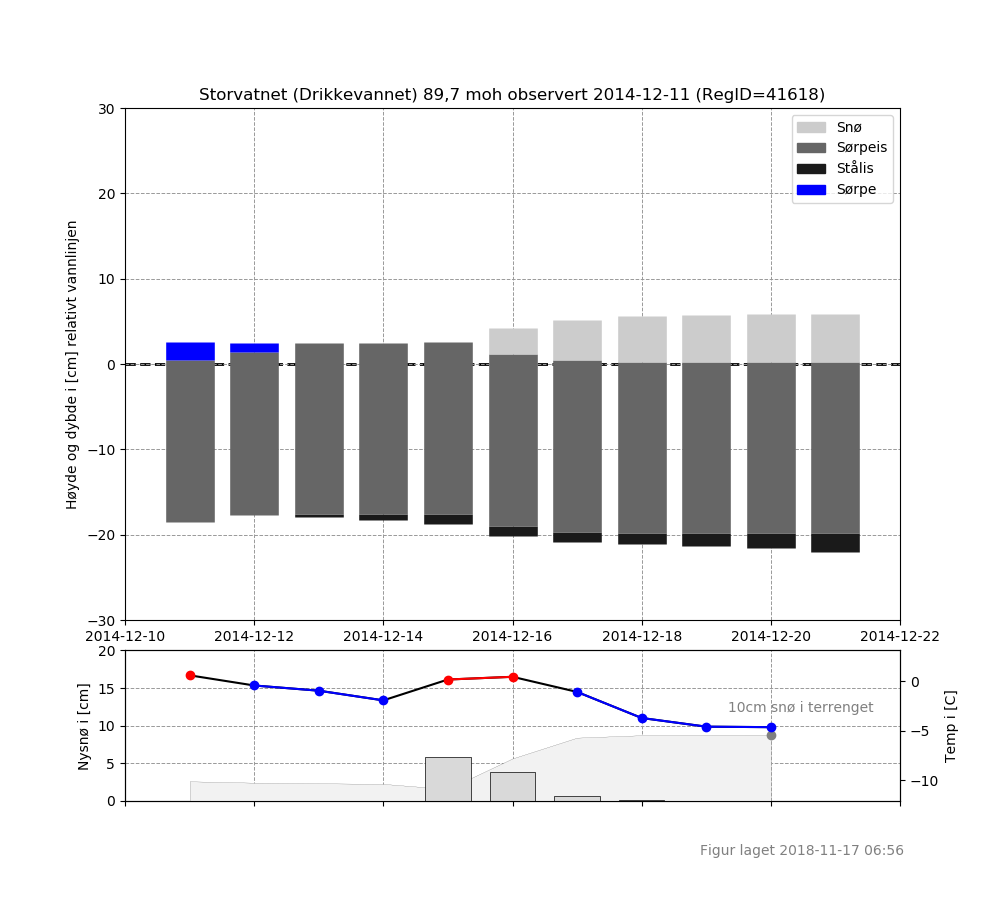 Storvatnet (Drikkevannet) 89,7 moh observert 2014-12-11 (RegID=41618)
Høyde og dybde i [cm] relativt vannlinjen
30
20
10
0
−10
−20
−30
Snø
Sørpeis
Stålis
Sørpe
2014-12-10 2014-12-12 2014-12-14 2014-12-16 2014-12-18 2014-12-20 2014-12-22
Nysnø i [cm]
20
15
10
5
0
10cm snø i terrenget
0
−5
−10
Temp i [C]
Figur laget 2018-11-17 06:56